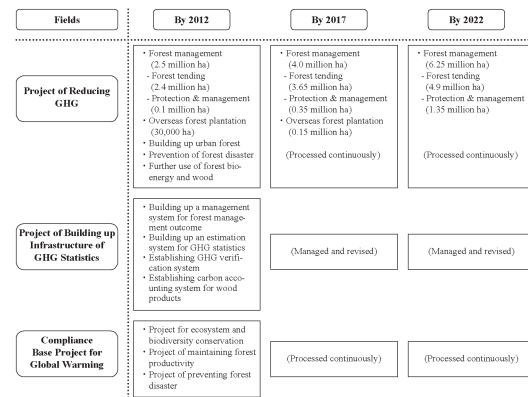 Fields
By 2012
By 2017
By 2022
Project of Reducing
GHG
・Forest management
(2.5 million ha)
- Forest tending
(2.4 million ha)
- Protection & management
(0.1 million ha)
・Overseas forest plantation
(30,000 ha)
・Building up urban forest
・Prevention of forest disaster
・Further use of forest bio-
energy and wood
・Forest management
(4.0 million ha)
- Forest tending
(3.65 million ha)
- Protection & management
(0.35 million ha)
・Overseas forest plantation
(0.15 million ha)
(Processed continuously)
・Forest management
(6.25 million ha)
- Forest tending
(4.9 million ha)
- Protection & management
(1.35 million ha)
(Processed continuously)
Project of Building up
Infrastructure of
GHG Statistics
・Building up a management
system for forest manage-
ment outcome
・Building up an estimation
system for GHG statistics
・Establishing GHG verifi-
cation system
・Establishing carbon acco-
unting system for wood
products
(Managed and revised)
(Managed and revised)
Compliance
Base Project for
Global Warming
・Project for ecosystem and
biodiversity conservation
・Project of maintaining forest
productivity
・Project of preventing forest
disaster
(Processed continuously)
(Processed continuously)